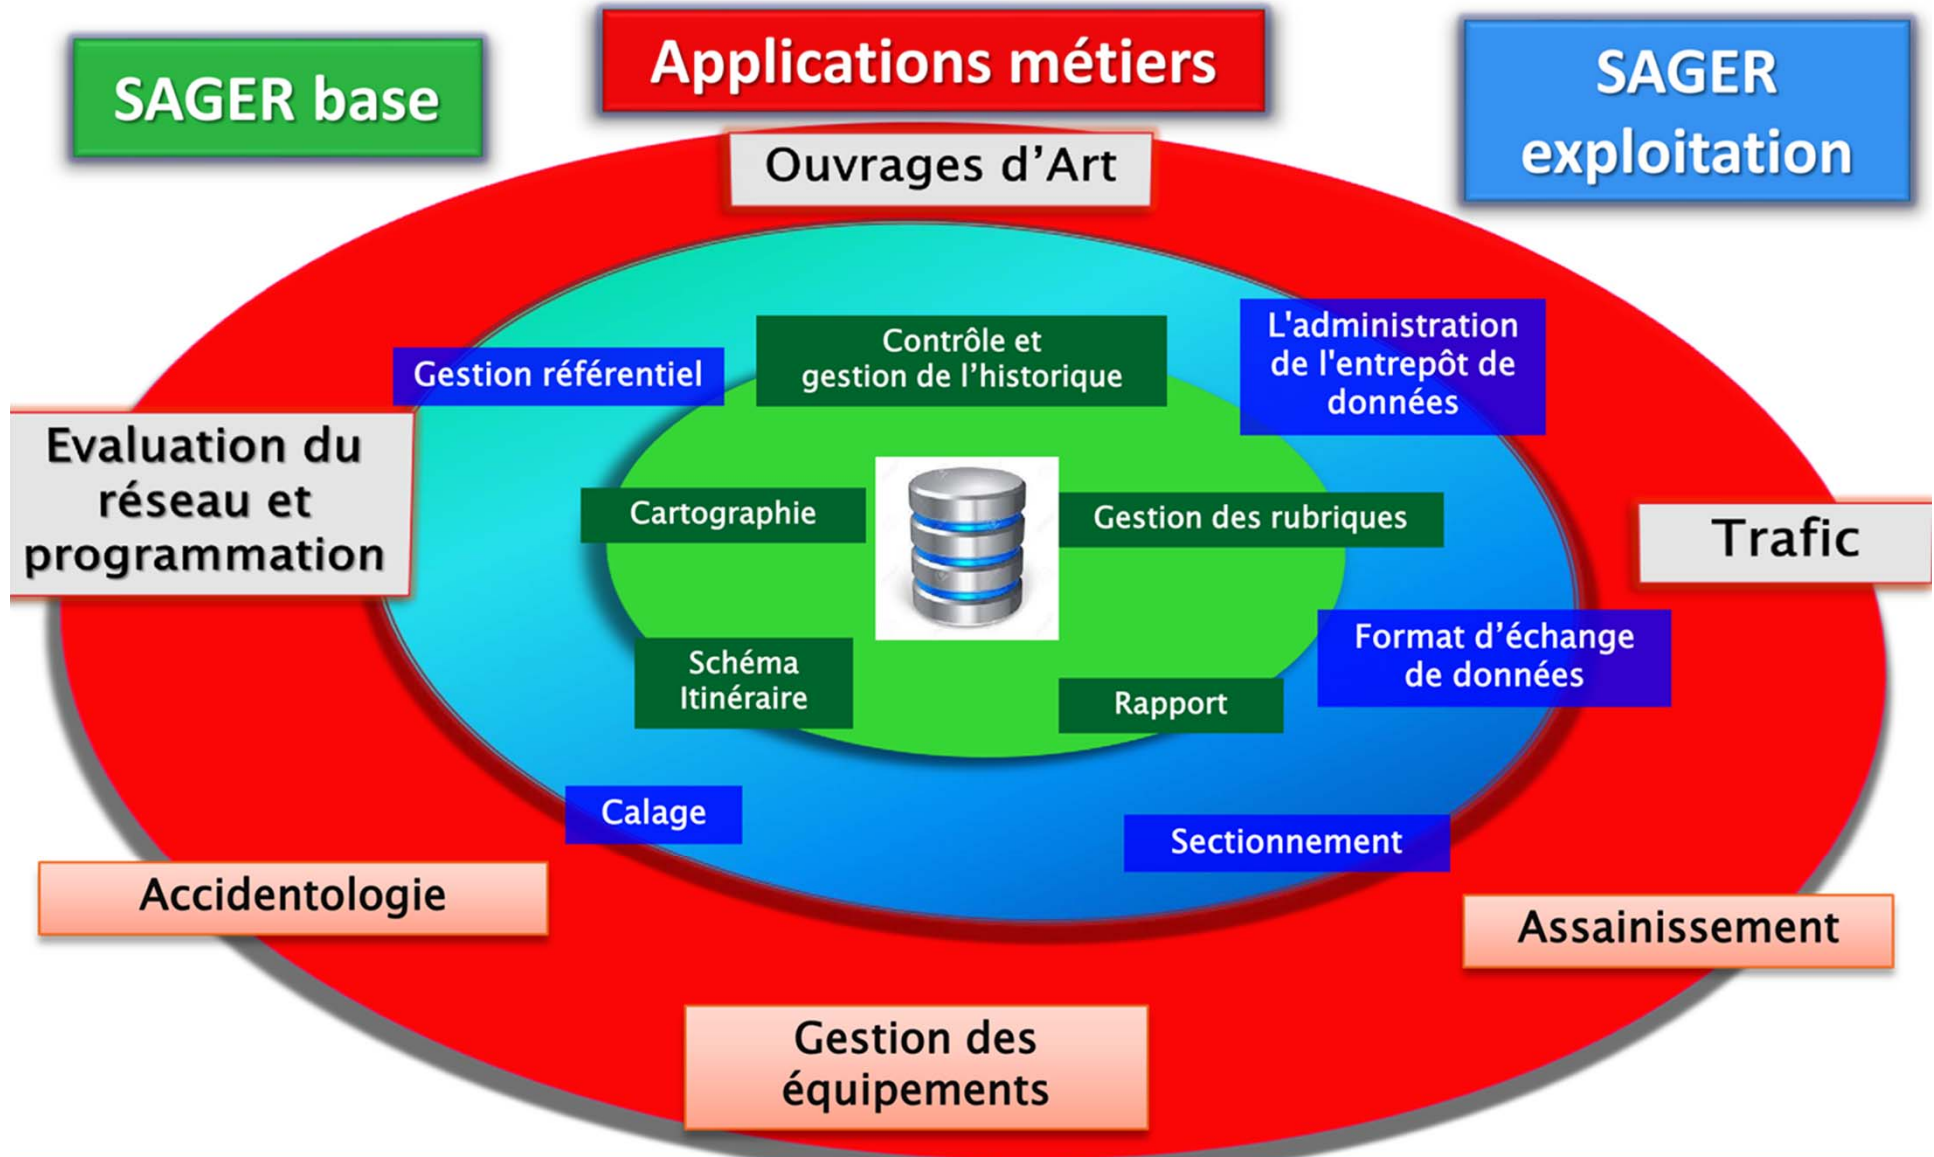 SAGER base
Applications métiers
SAGER
exploitation
Ouvrages d’Art
Gestion référentiel
Contrôle et
gestion de l’historique
L'administration
de l'entrepôt de
données
Evaluation du
réseau et
programmation
Cartographie
Gestion des rubriques
Trafic
Schéma
Itinéraire
Rapport
Format d’échange
de données
Calage
Sectionnement
Accidentologie
Assainissement
Gestion des
équipements